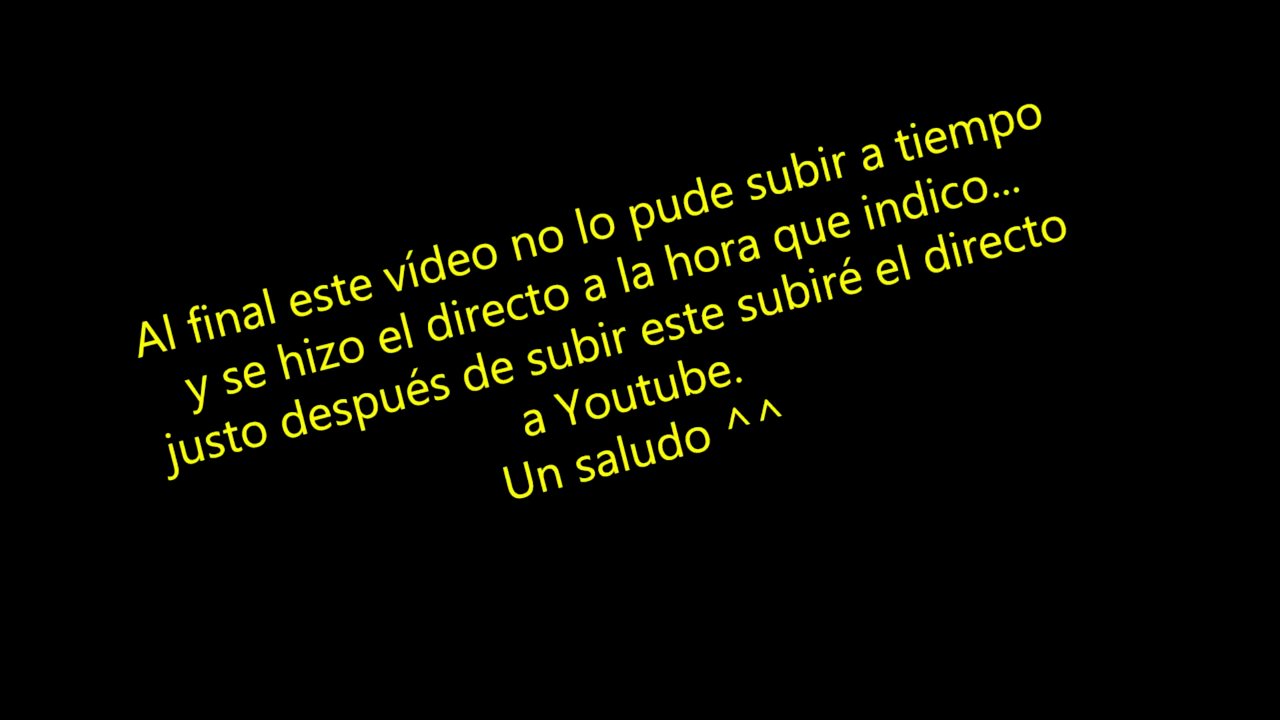 Al final este vídeo no lo pude subir a tiempo
y se hizo el directo a la hora que indico...
justo después de subir este subiré el directo
a Youtube.
Un saludo ^^